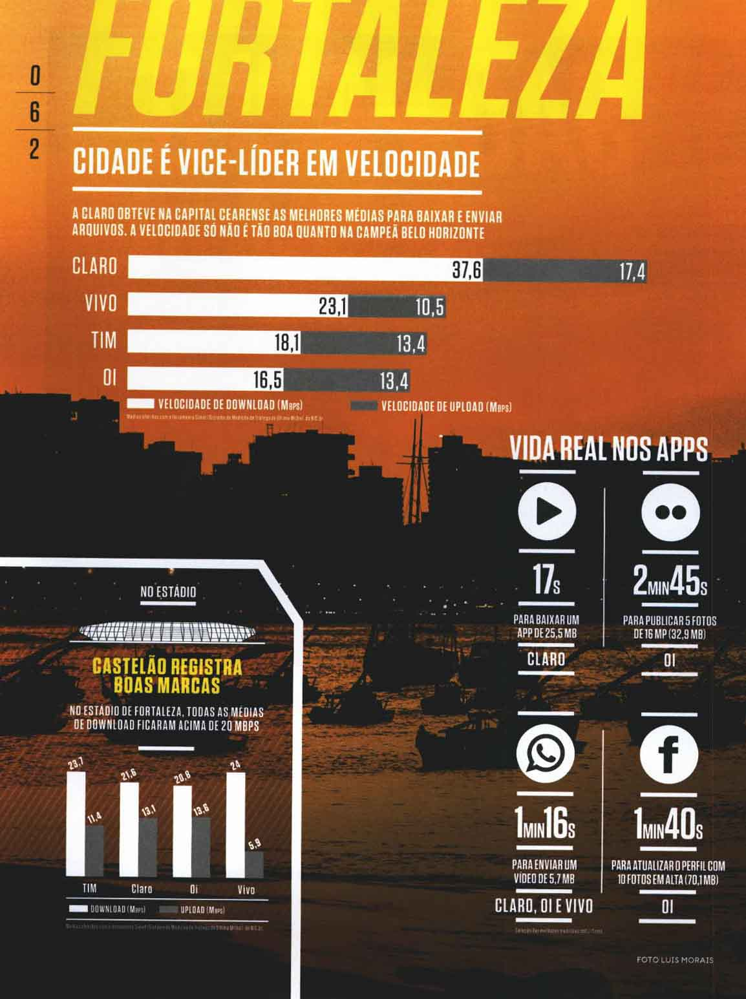 FORTALEZA
0
6
2
CIDADE É VICE-LÍDER EM VELOCIDADE
A CLARO OBTEVE NA CAPITAL CEARENSE AS MELHORES MÉDIAS PARA BAIXAR E ENVIAR
ARQUIVOS. A VELOCIDADE SÓ NÃO É TÃO BOA QUANTO NA CAMPEÃ BELO HORIZONTE
CLARO 37,6 17,4
VIVO 23,1 10,5
TIM 18,1 13,4
OI 16,5 13,4
VELOCIDADE DE DOWNLOAD (MBPS) VELOCIDADE DE UPLOAD (MBPS)
VIDA REAL NOS APPS
17S
PARA BAIXAR UM
APP DE 25,5 MB
CLARO
2MIN45S
PARA PUBLICAR 5 FOTOS
DE 16 MP (32,9 MB)
OI
1MIN16S
PARA ENVIAR UM
VÍDEO DE 5,7 MB
CLARO, OI E VIVO
f
1MIN40S
PARA ATUALIZAR O PERFIL COM
10 FOTOS EM ALTA (70,1 MB)
OI
NO ESTÁDIO
CASTELÃO REGISTRA
BOAS MARCAS
NO ESTÁDIO DE FORTALEZA, TODAS AS MÉDIAS
DE DOWNLOAD FICARAM ACIMA DE 20 MBPS
23,7 11,4 21,6 13,1 20,8 13,6 24 5,9
TIM Claro Oi Vivo
DOWNLOAD (MBPS) UPLOAD (MBPS)
FOTO LUIS MORAIS